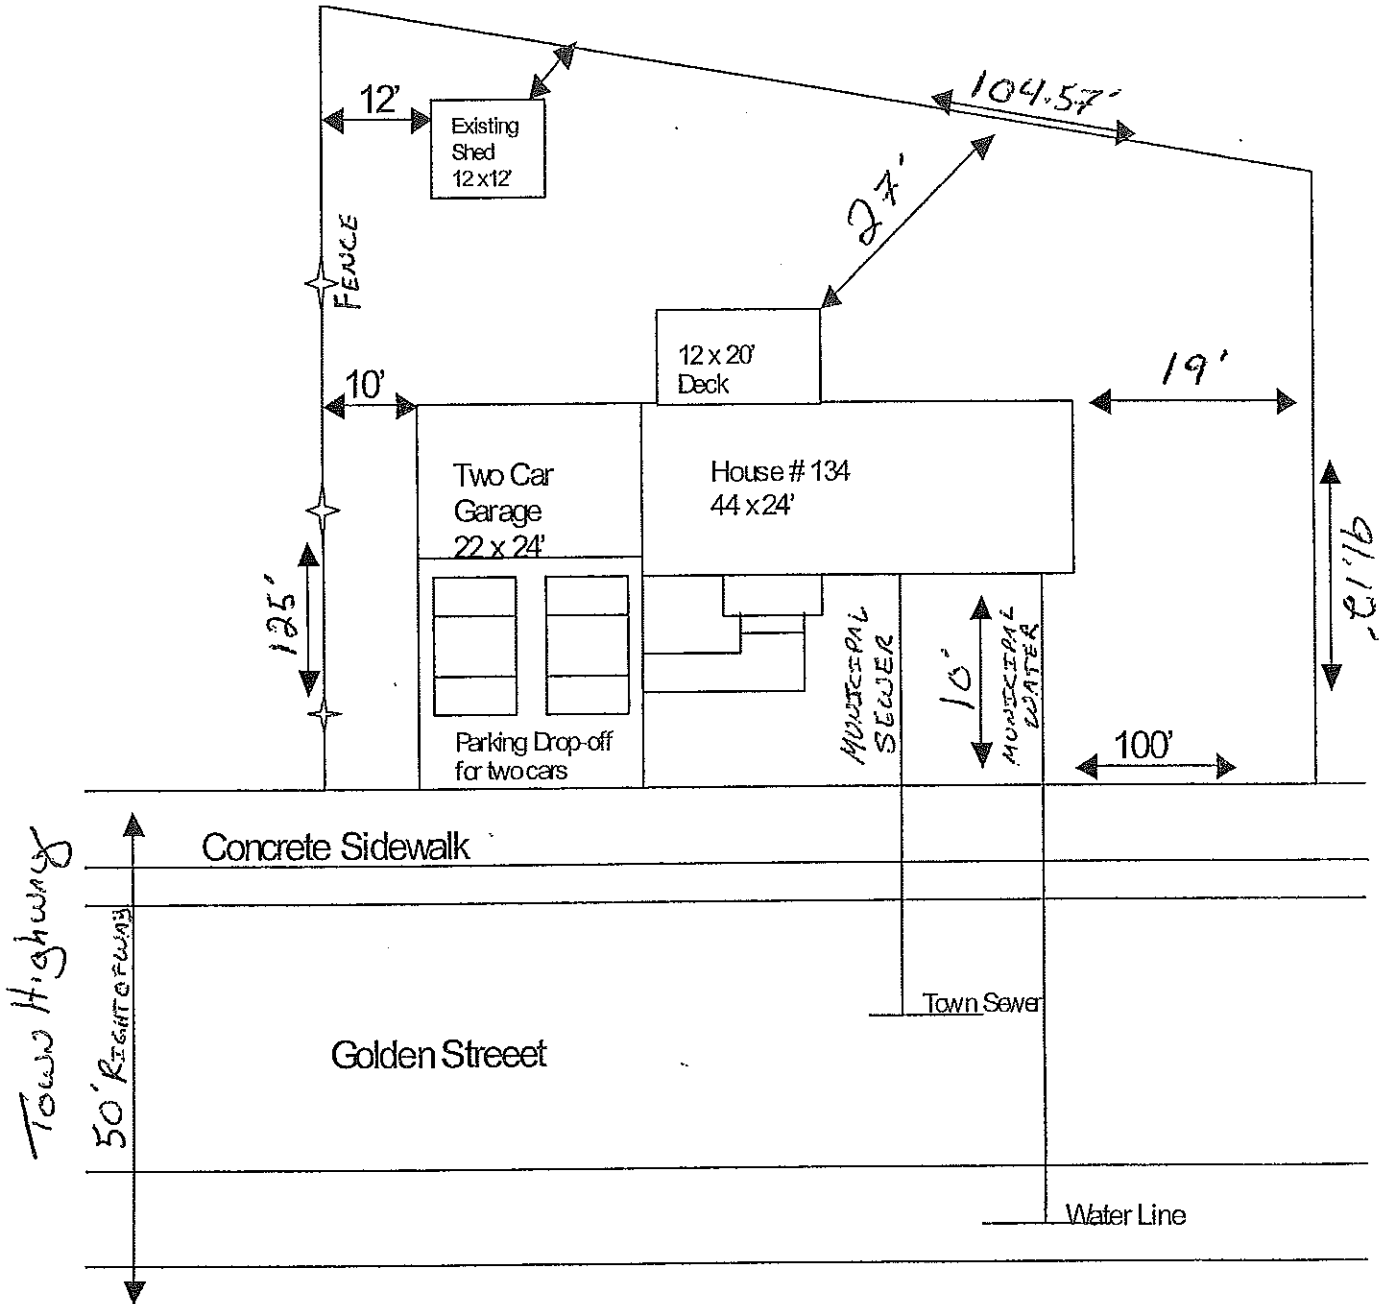 104.57'
12'
Existing
Shed
12 x12'
27'
FENCE
12 x 20'
Deck
19'
10'
Two Car
Garage
22 x 24'
House # 134
44 x24'
91.12'
125'
MUNICIPAL
SEWER
10'
MUNICIPAL
WATER
Parking Drop-off
for two cars
100'
Concrete Sidewalk
Town Highway
50' RIGHT OF WAY
Town Sewer
Golden Streeet
Water Line